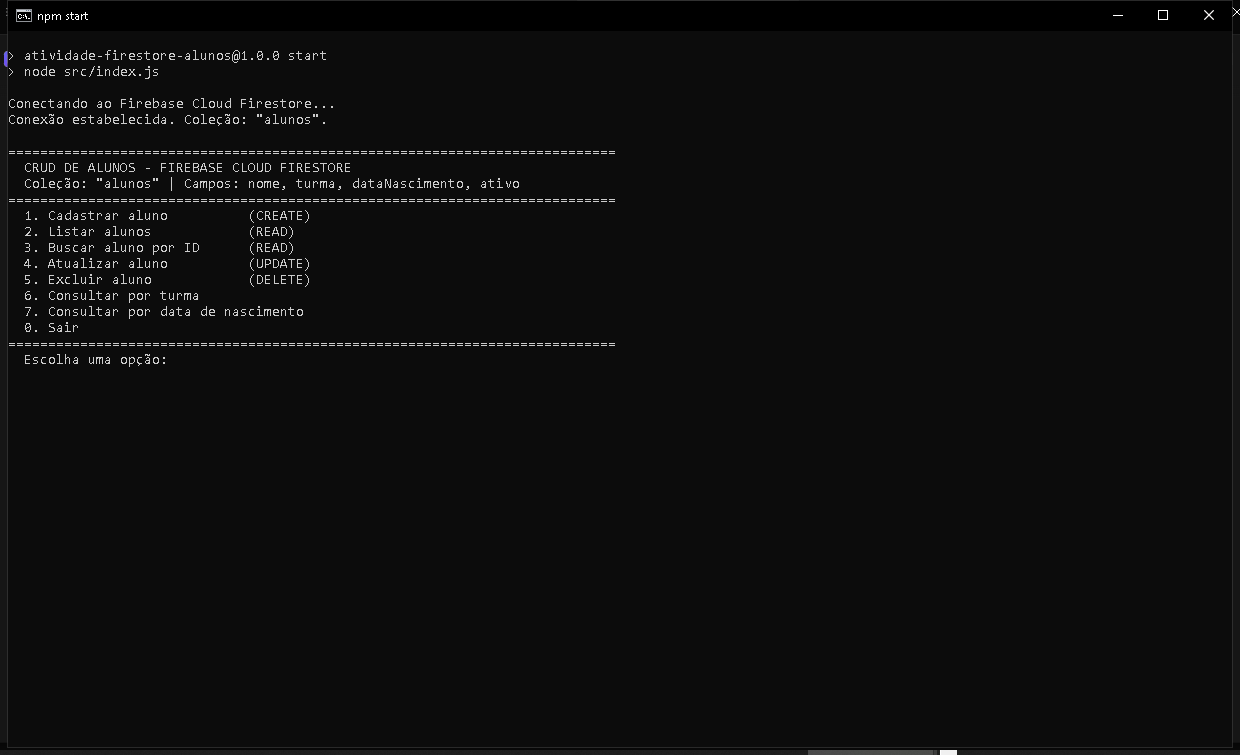 npm start
> atividade-firestore-alunos@1.0.0 start
> node src/index.js
Conectando ao Firebase Cloud Firestore...
Conexão estabelecida. Coleção: "alunos".
============================================================================
CRUD DE ALUNOS - FIREBASE CLOUD FIRESTORE
Coleção: "alunos" | Campos: nome, turma, dataNascimento, ativo
============================================================================
1. Cadastrar aluno          (CREATE)
2. Listar alunos            (READ)
3. Buscar aluno por ID      (READ)
4. Atualizar aluno          (UPDATE)
5. Excluir aluno            (DELETE)
6. Consultar por turma
7. Consultar por data de nascimento
0. Sair
============================================================================
Escolha uma opção: